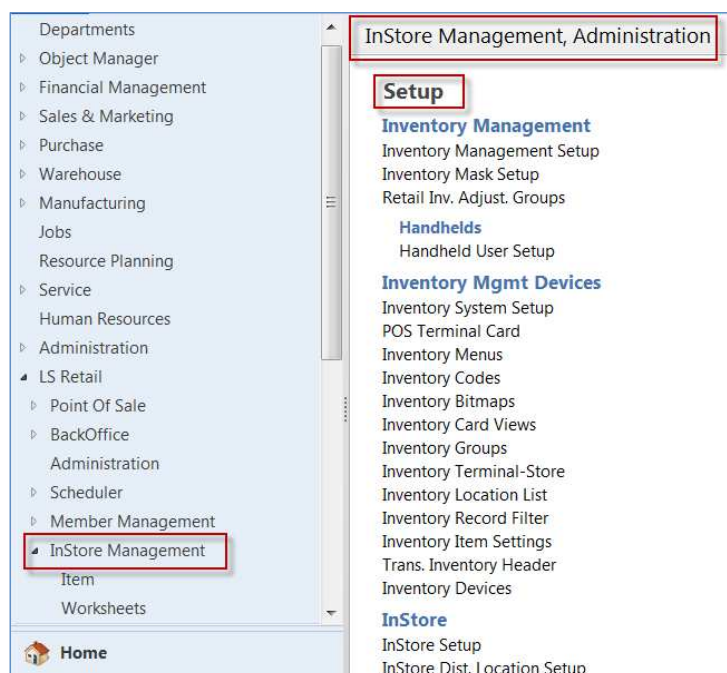 Departments
Object Manager
Financial Management
Sales & Marketing
Purchase
Warehouse
Manufacturing
Jobs
Resource Planning
Service
Human Resources
Administration
LS Retail
Point Of Sale
BackOffice
Administration
Scheduler
Member Management
InStore Management
Item
Worksheets
Home
InStore Management, Administration
Setup
Inventory Management
Inventory Management Setup
Inventory Mask Setup
Retail Inv. Adjust. Groups
Handhelds
Handheld User Setup
Inventory Mgmt Devices
Inventory System Setup
POS Terminal Card
Inventory Menus
Inventory Codes
Inventory Bitmaps
Inventory Card Views
Inventory Groups
Inventory Terminal-Store
Inventory Location List
Inventory Record Filter
Inventory Item Settings
Trans. Inventory Header
Inventory Devices
InStore
InStore Setup
InStore Dist. Location Setup